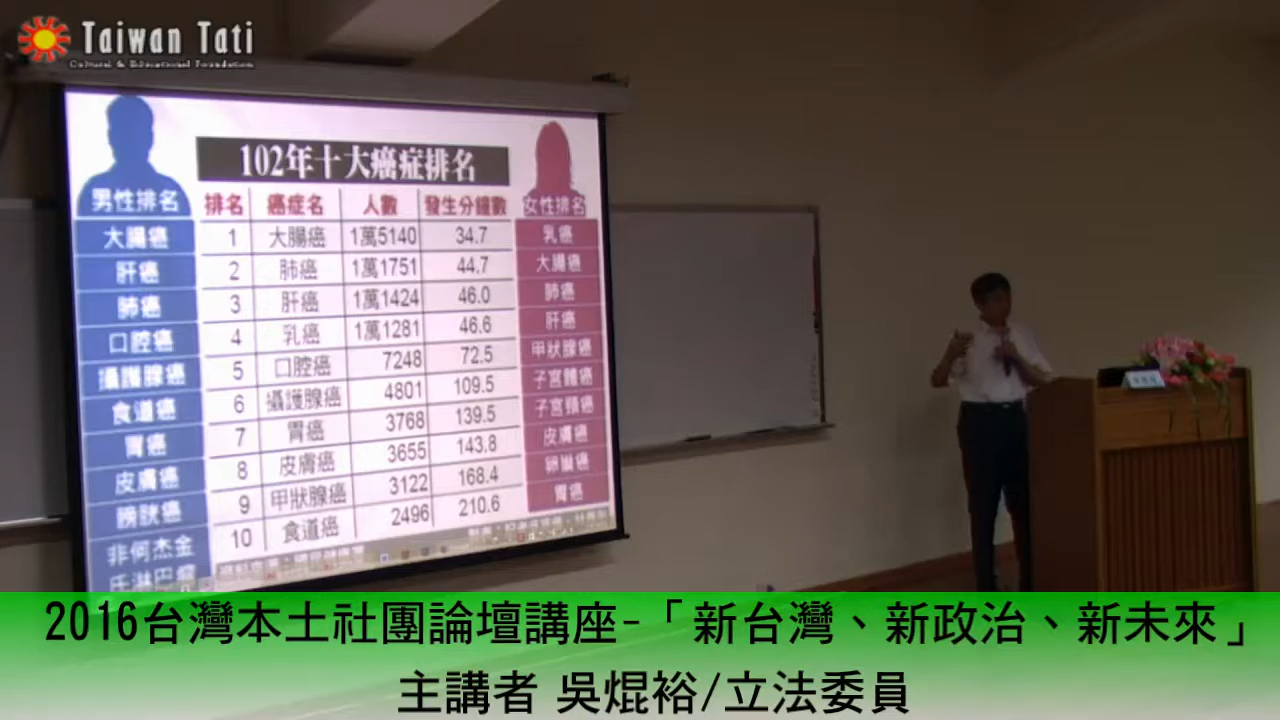 Taiwan Tati
Cultural & Educational Foundation
102年十大癌症排名
男性排名
大腸癌
肝癌
肺癌
口腔癌
攝護腺癌
食道癌
胃癌
皮膚癌
膀胱癌
非何杰金
氏淋巴瘤
排名 癌症名 人數 發生分鐘數
1 大腸癌 1萬5140 34.7
2 肺癌 1萬1751 44.7
3 肝癌 1萬1424 46.0
4 乳癌 1萬1281 46.6
5 口腔癌 7248 72.5
6 攝護腺癌 4801 109.5
7 胃癌 3768 139.5
8 皮膚癌 3655 143.8
9 甲狀腺癌 3122 168.4
10 食道癌 2496 210.6
女性排名
乳癌
大腸癌
肺癌
肝癌
甲狀腺癌
子宮體癌
子宮頸癌
皮膚癌
卵巢癌
胃癌
2016台灣本土社團論壇講座-「新台灣、新政治、新未來」
主講者 吳焜裕/立法委員